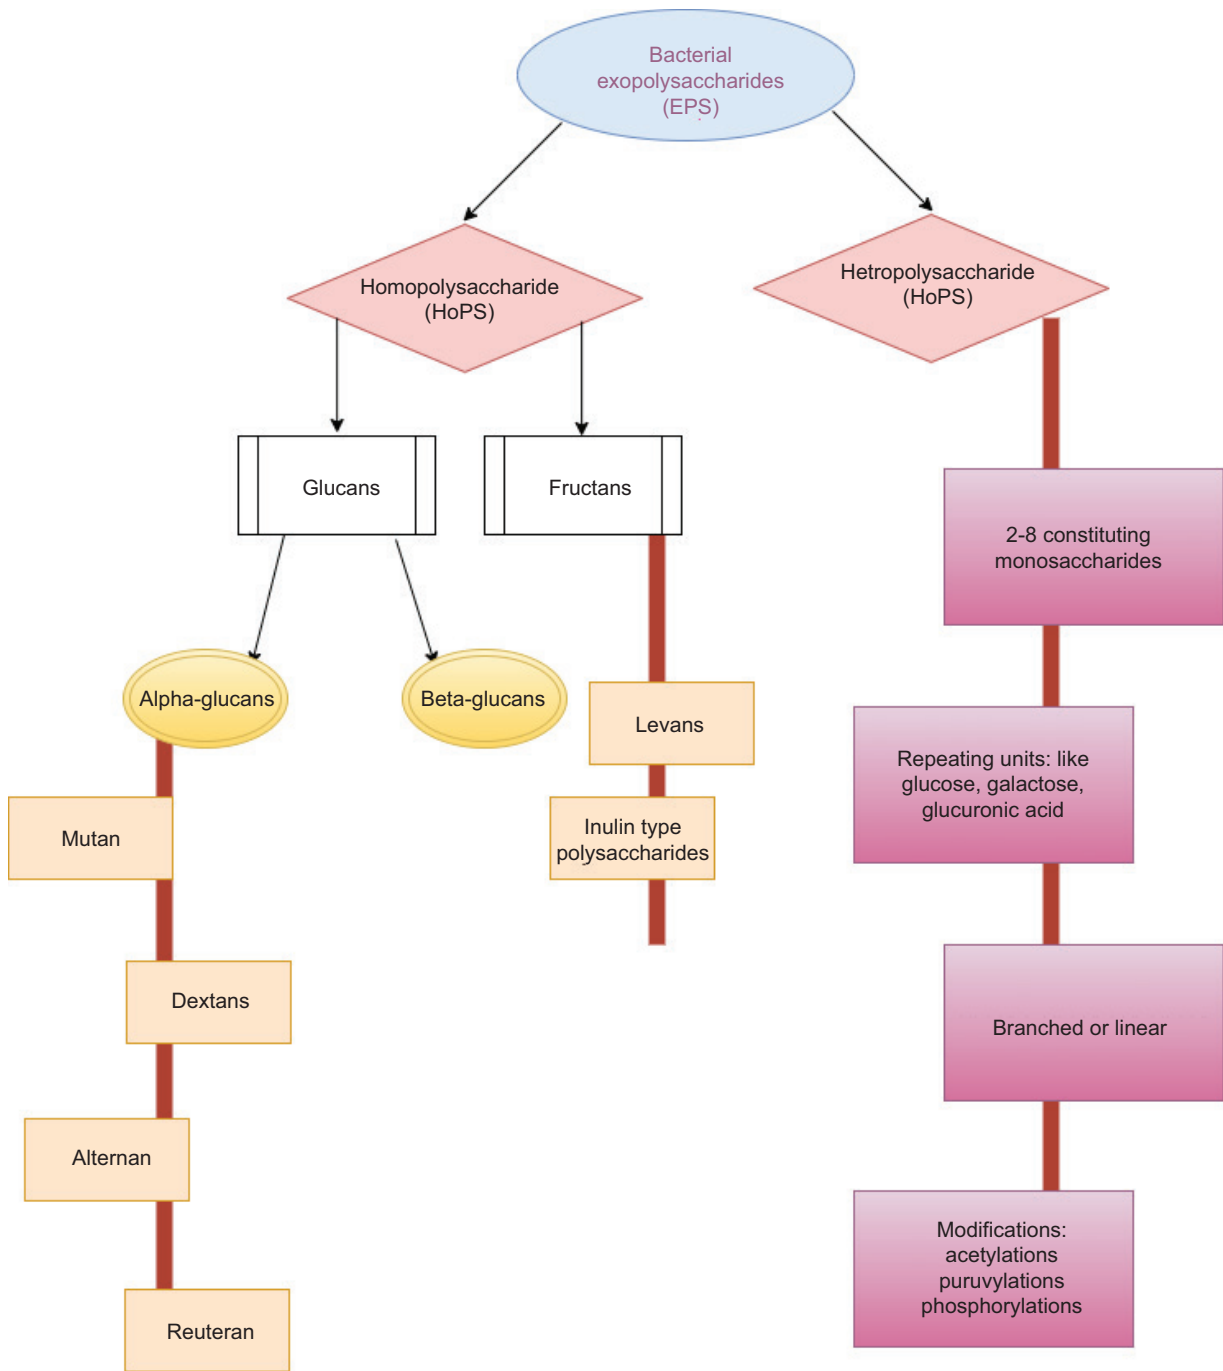 Bacterial
exopolysaccharides
(EPS)
Homopolysaccharide
(HoPS)
Hetropolysaccharide
(HoPS)
Glucans
Fructans
2-8 constituting
monosaccharides
Alpha-glucans
Beta-glucans
Levans
Repeating units: like
glucose, galactose,
glucuronic acid
Mutan
Inulin type
polysaccharides
Dextans
Branched or linear
Alternan
Modifications:
acetylations
puruvylations
phosphorylations
Reuteran